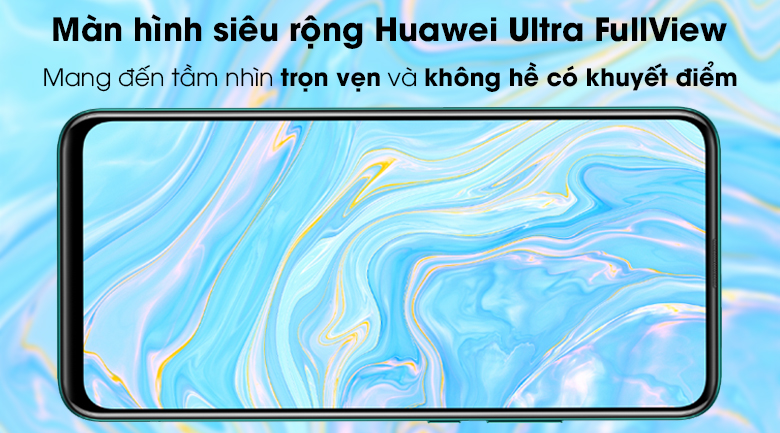 Màn hình siêu rộng Huawei Ultra FullView
Mang đến tầm nhìn trọn vẹn và không hề có khuyết điểm